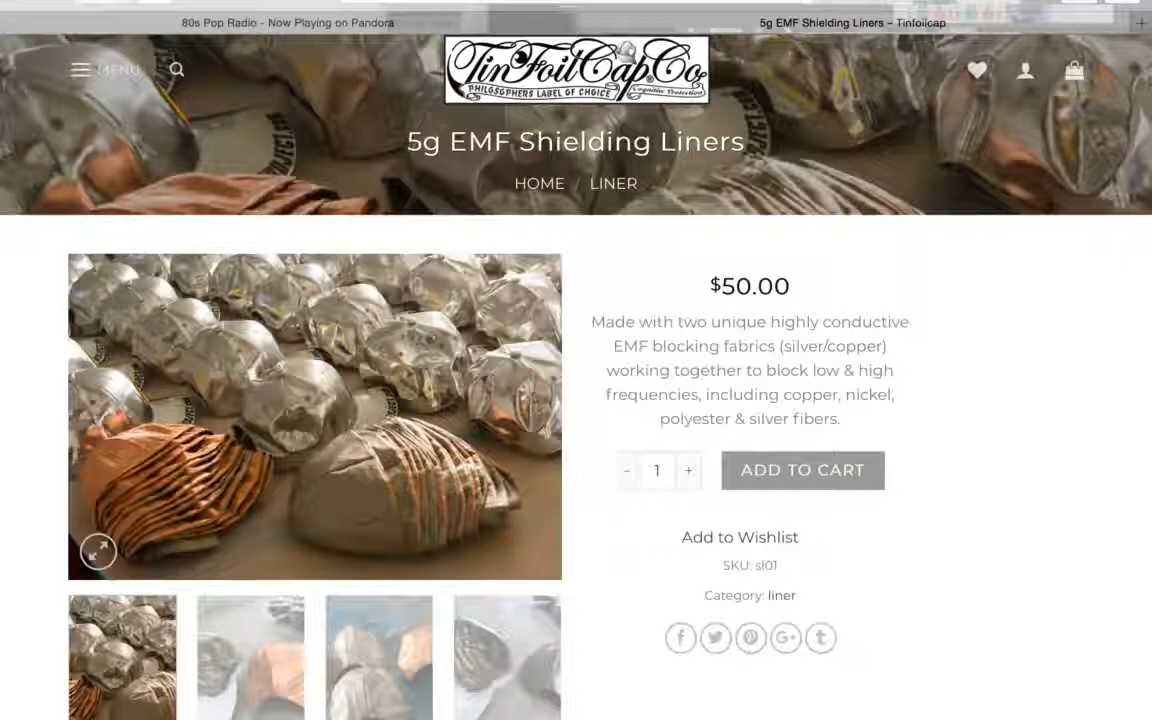 80s Pop Radio - Now Playing on Pandora
5g EMF Shielding Liners – Tinfoilcap
MENU
TinFoilCap.Co.
PHILOSOPHERS LABEL OF CHOICE
Cognitive Protection
5g EMF Shielding Liners
HOME / LINER
$50.00
Made with two unique highly conductive
EMF blocking fabrics (silver/copper)
working together to block low & high
frequencies, including copper, nickel,
polyester & silver fibers.
- 1 +
ADD TO CART
Add to Wishlist
SKU: sl01
Category: liner